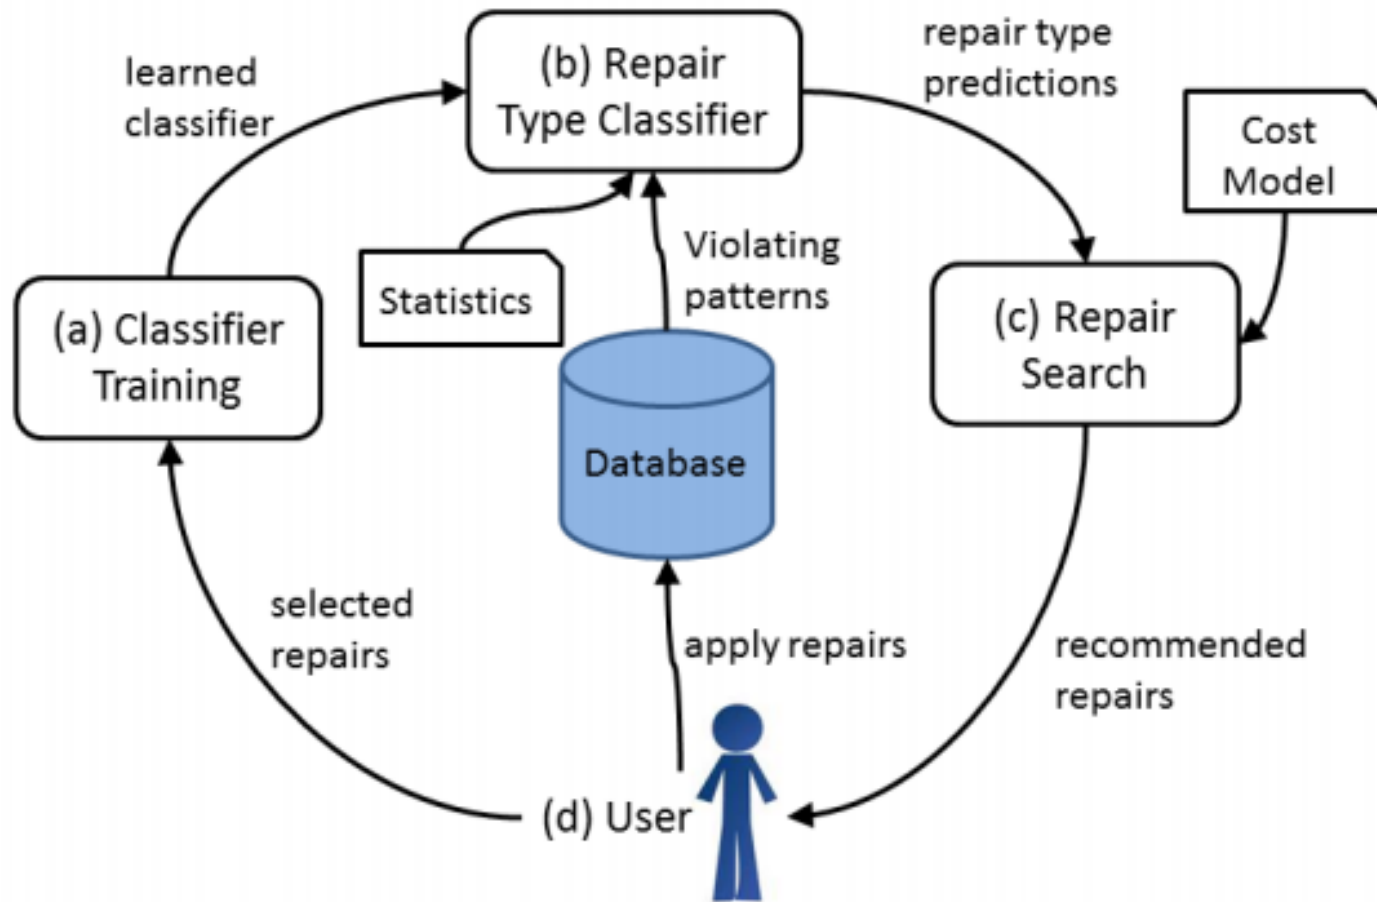 (b) Repair
Type Classifier
learned
classifier
repair type
predictions
Cost
Model
Violating
patterns
Statistics
(a) Classifier
Training
(c) Repair
Search
Database
selected
repairs
apply repairs
recommended
repairs
(d) User